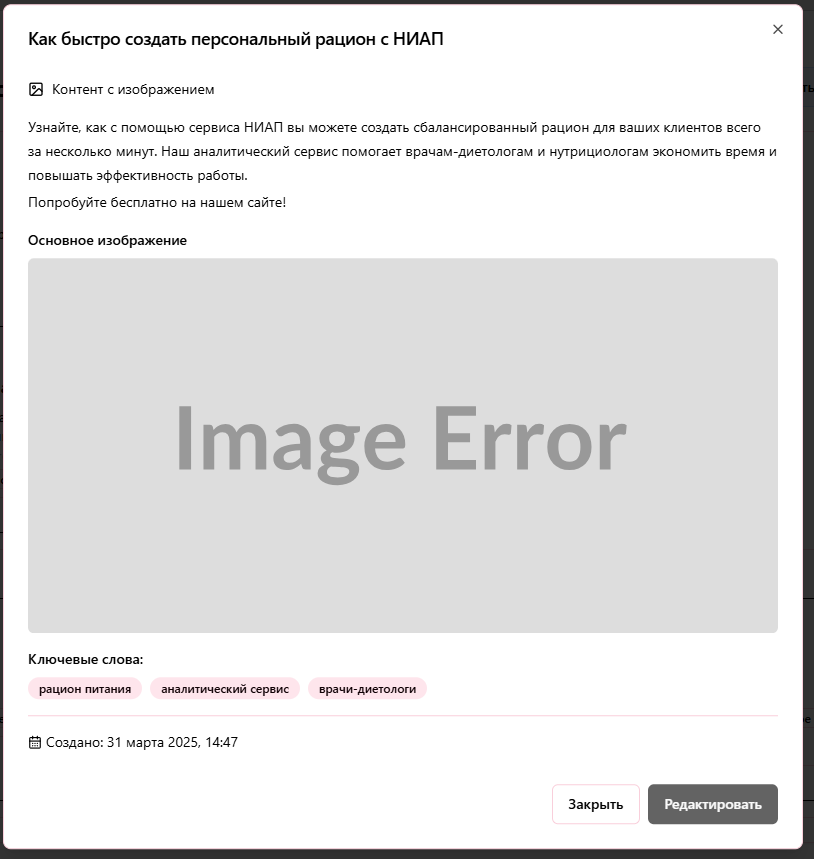 Как быстро создать персональный рацион с НИАП
Контент с изображением
Узнайте, как с помощью сервиса НИАП вы можете создать сбалансированный рацион для ваших клиентов всего
за несколько минут. Наш аналитический сервис помогает врачам-диетологам и нутрициологам экономить время и
повышать эффективность работы.
Попробуйте бесплатно на нашем сайте!
Основное изображение
Image Error
Ключевые слова:
рацион питания
аналитический сервис
врачи-диетологи
Создано: 31 марта 2025, 14:47
Закрыть
Редактировать